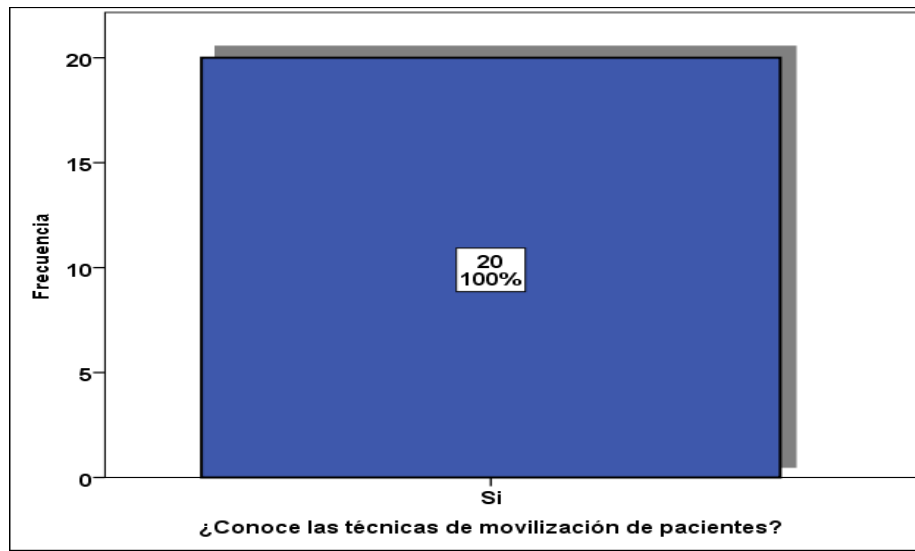 20
15
10
5
0
Frecuencia
20
100%
Si
¿Conoce las técnicas de movilización de pacientes?